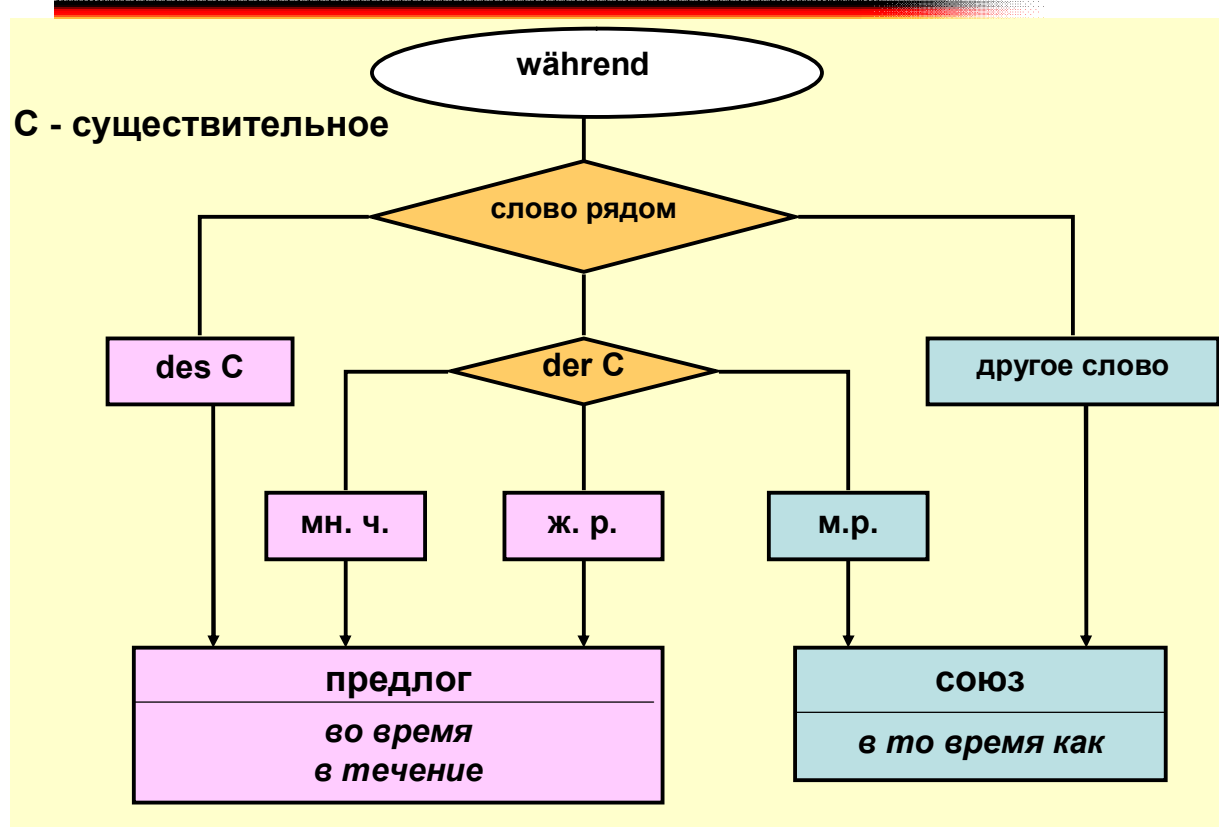 während
С - существительное
слово рядом
des С
der С
другое слово
мн. ч.
ж. р.
м.р.
предлог
во время
в течение
союз
в то время как